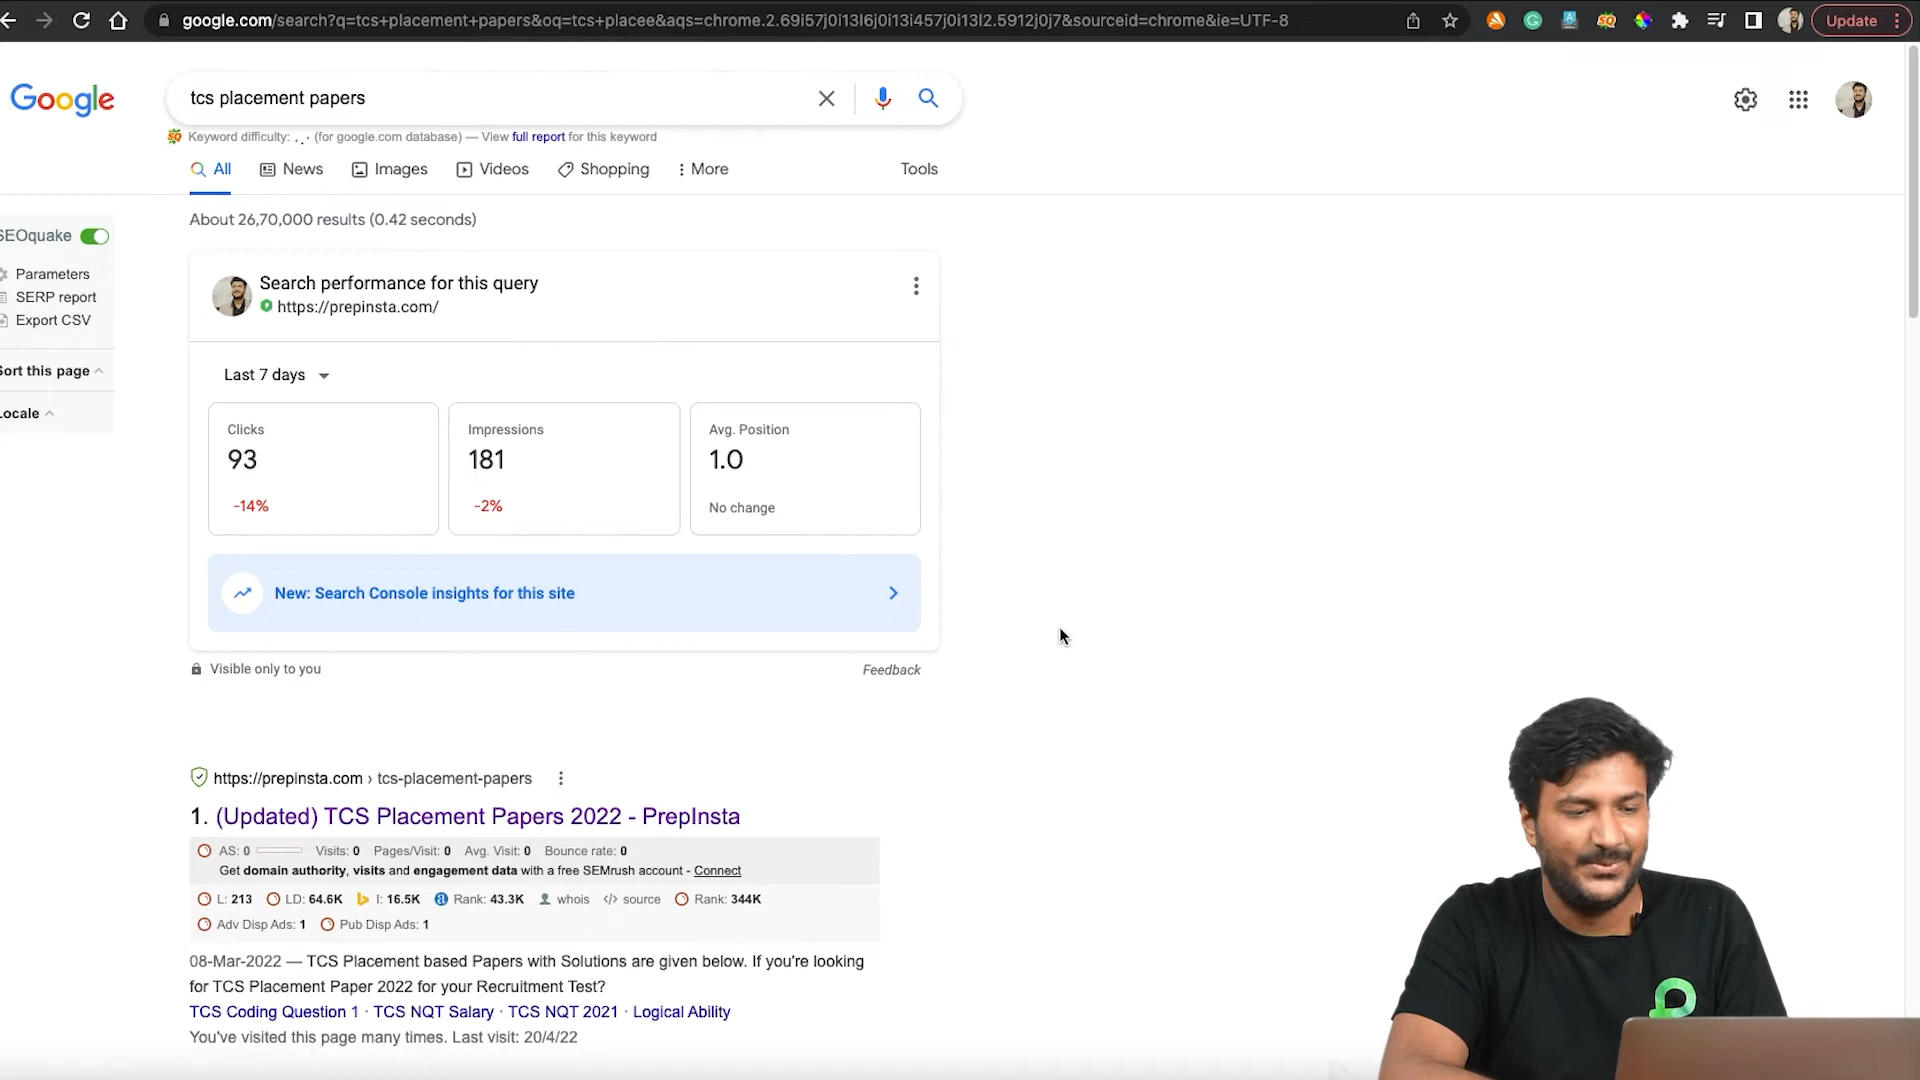 google.com/search?q=tcs+placement+papers&oq=tcs+placee&aqs=chrome.2.69i57j0i13l6j0i13i457j0i13l2.5912j0j7&sourceid=chrome&ie=UTF-8
Update
Google
tcs placement papers
Keyword difficulty: (for google.com database) — View full report for this keyword
All
News
Images
Videos
Shopping
More
Tools
About 26,70,000 results (0.42 seconds)
SEOquake
Parameters
SERP report
Export CSV
Sort this page
Locale
Search performance for this query
https://prepinsta.com/
Last 7 days
Clicks
93
-14%
Impressions
181
-2%
Avg. Position
1.0
No change
New: Search Console insights for this site
Visible only to you
Feedback
https://prepinsta.com › tcs-placement-papers
1. (Updated) TCS Placement Papers 2022 - PrepInsta
AS: 0 Visits: 0 Pages/Visit: 0 Avg. Visit: 0 Bounce rate: 0
Get domain authority, visits and engagement data with a free SEMrush account - Connect
L: 213 LD: 64.6K I: 16.5K Rank: 43.3K whois source Rank: 344K
Adv Disp Ads: 1 Pub Disp Ads: 1
08-Mar-2022 — TCS Placement based Papers with Solutions are given below. If you're looking
for TCS Placement Paper 2022 for your Recruitment Test?
TCS Coding Question 1 · TCS NQT Salary · TCS NQT 2021 · Logical Ability
You've visited this page many times. Last visit: 20/4/22